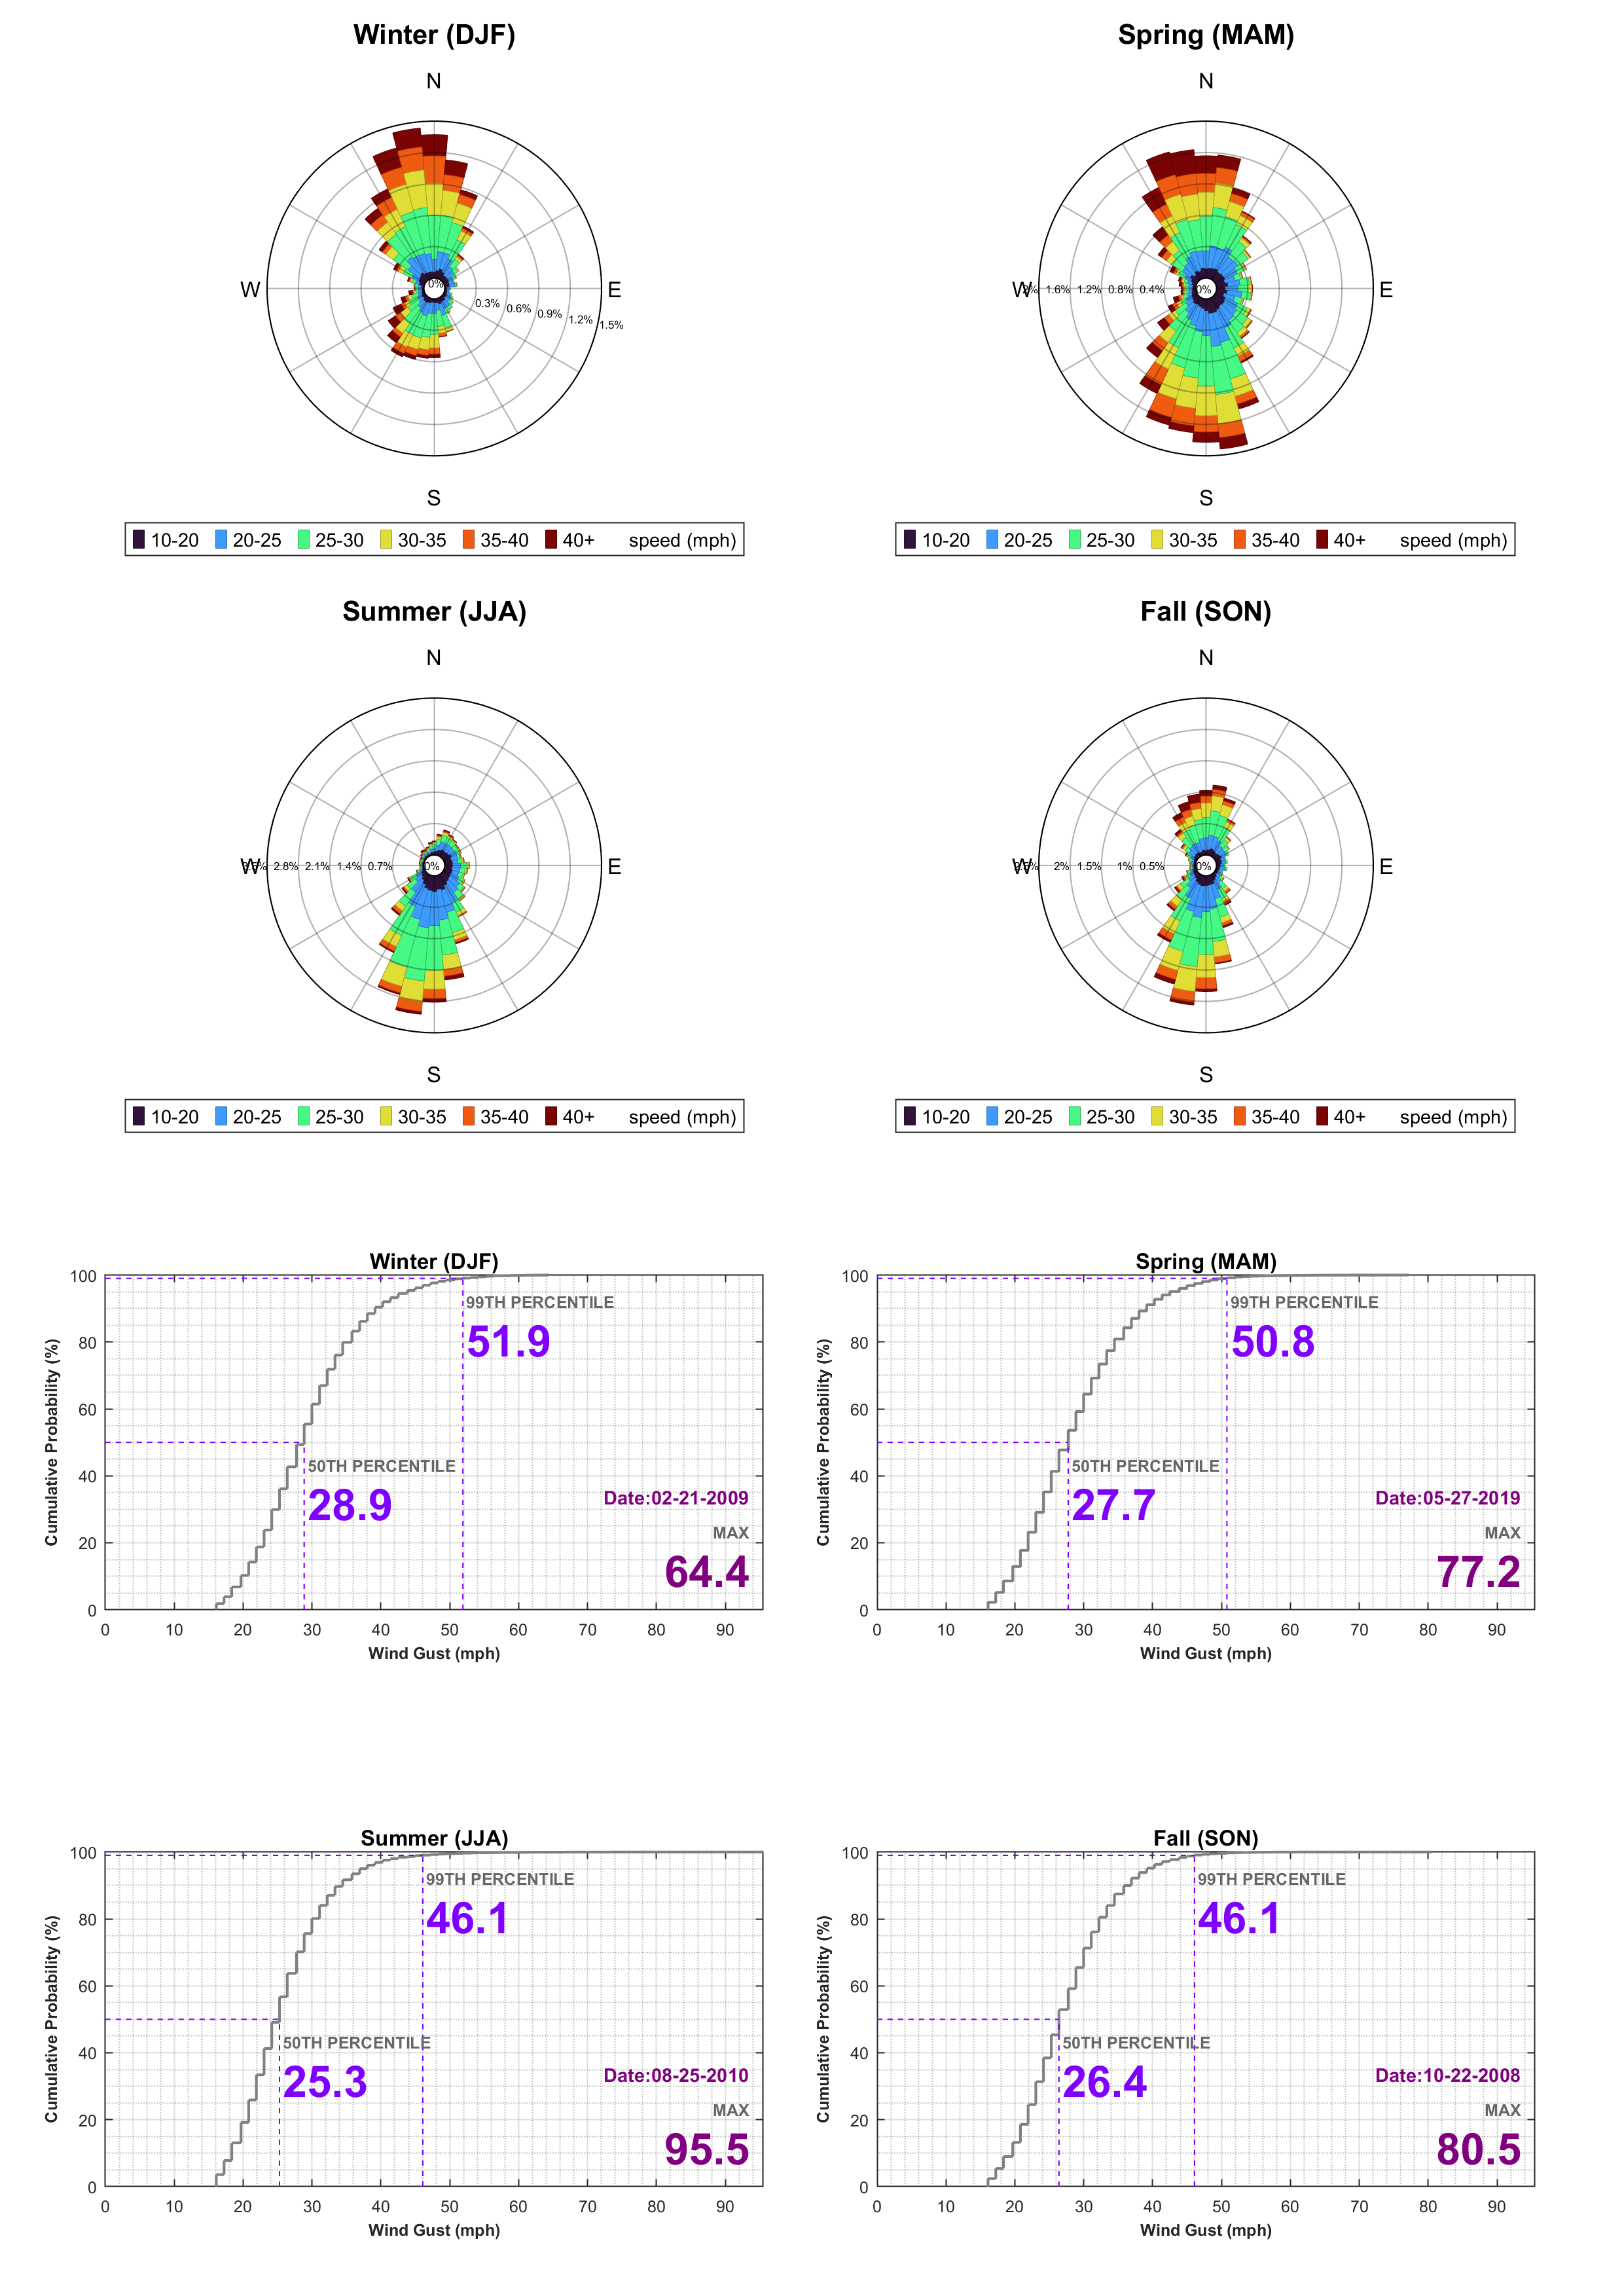 Winter (DJF)
N
W
E
0%
0.3%
0.6%
0.9%
1.2%
1.5%
S
10-20 20-25 25-30 30-35 35-40 40+ speed (mph)
Spring (MAM)
N
W 2% 1.6% 1.2% 0.8% 0.4% 0% E
S
10-20 20-25 25-30 30-35 35-40 40+ speed (mph)
Summer (JJA)
N
W 3.5% 2.8% 2.1% 1.4% 0.7% 0% E
S
10-20 20-25 25-30 30-35 35-40 40+ speed (mph)
Fall (SON)
N
W 2.5% 2% 1.5% 1% 0.5% 0% E
S
10-20 20-25 25-30 30-35 35-40 40+ speed (mph)
Winter (DJF)
Cumulative Probability (%)
100
80
60
40
20
0
99TH PERCENTILE
51.9
50TH PERCENTILE
28.9
Date:02-21-2009
MAX
64.4
0 10 20 30 40 50 60 70 80 90
Wind Gust (mph)
Spring (MAM)
Cumulative Probability (%)
100
80
60
40
20
0
99TH PERCENTILE
50.8
50TH PERCENTILE
27.7
Date:05-27-2019
MAX
77.2
0 10 20 30 40 50 60 70 80 90
Wind Gust (mph)
Summer (JJA)
Cumulative Probability (%)
100
80
60
40
20
0
99TH PERCENTILE
46.1
50TH PERCENTILE
25.3
Date:08-25-2010
MAX
95.5
0 10 20 30 40 50 60 70 80 90
Wind Gust (mph)
Fall (SON)
Cumulative Probability (%)
100
80
60
40
20
0
99TH PERCENTILE
46.1
50TH PERCENTILE
26.4
Date:10-22-2008
MAX
80.5
0 10 20 30 40 50 60 70 80 90
Wind Gust (mph)